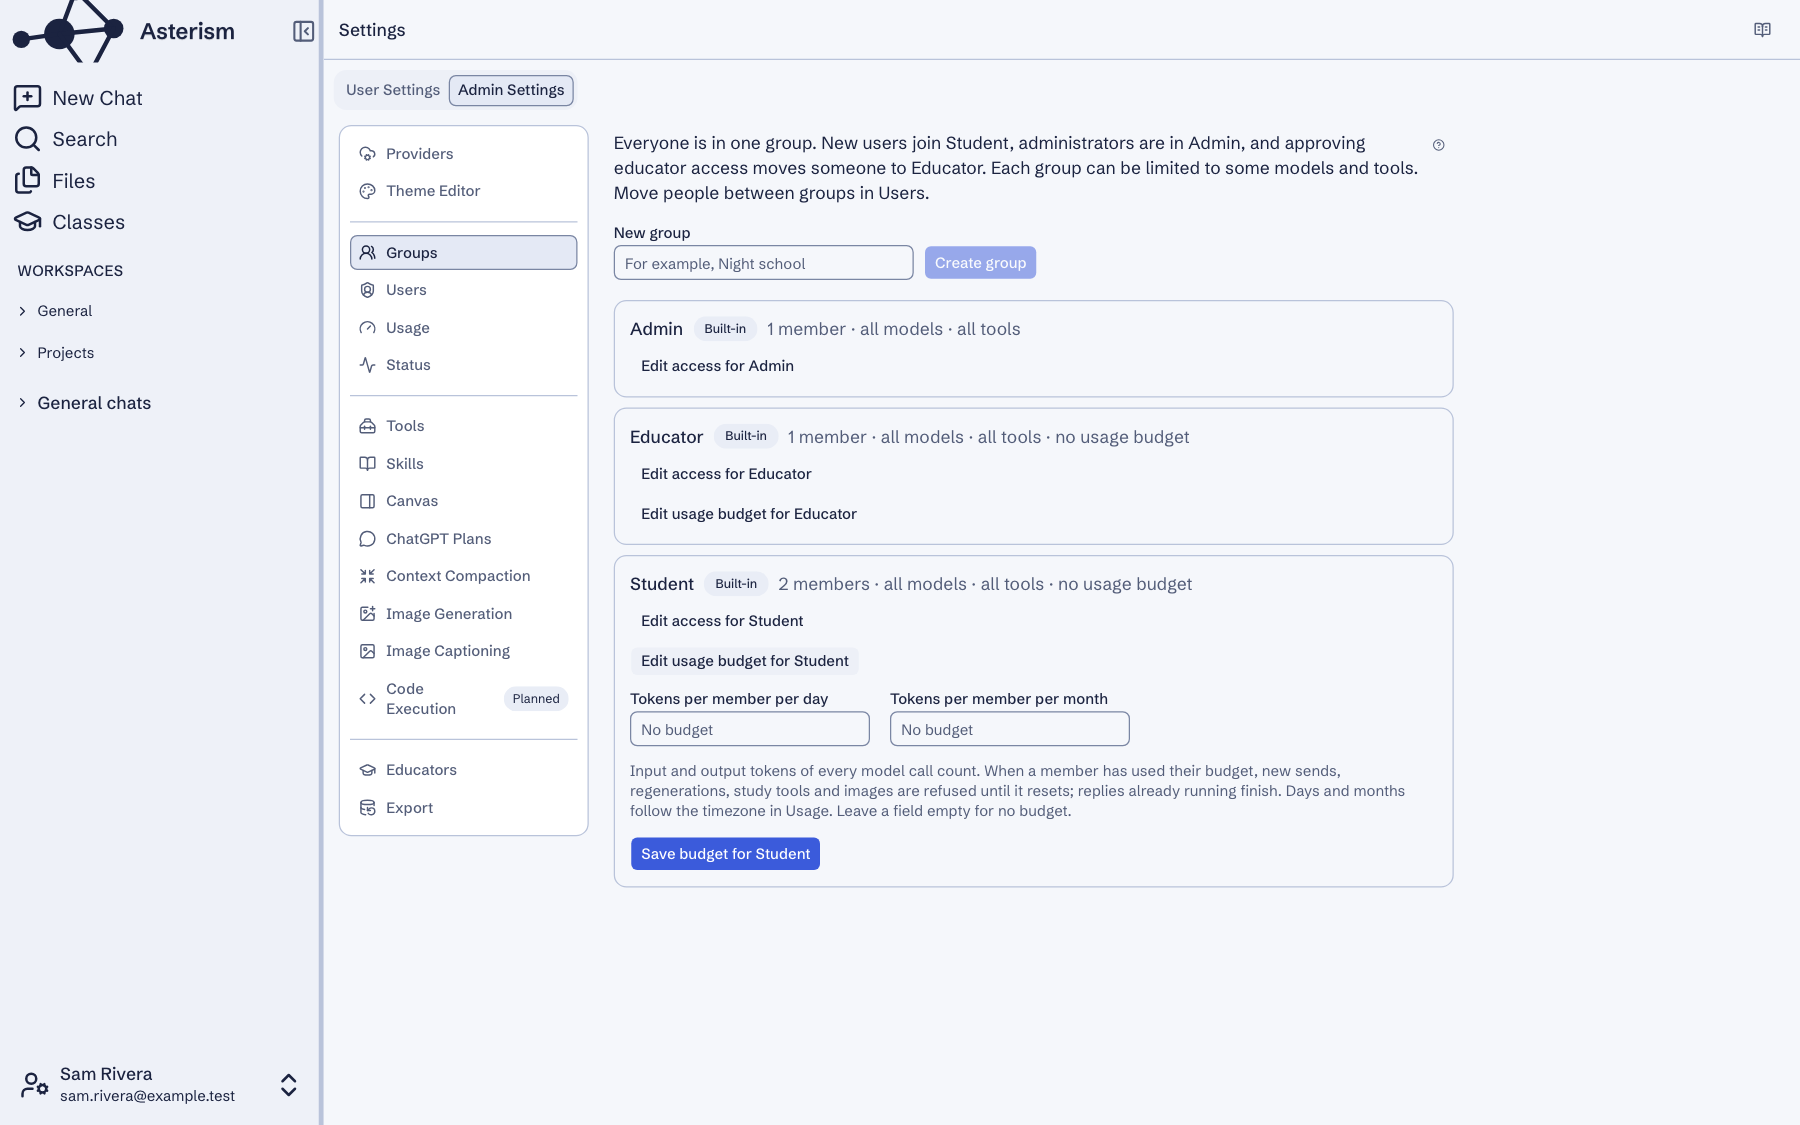 Asterism
New Chat
Search
Files
Classes
WORKSPACES
General
Projects
General chats
Sam Rivera
sam.rivera@example.test
Settings
User Settings
Admin Settings
Providers
Theme Editor
Groups
Users
Usage
Status
Tools
Skills
Canvas
ChatGPT Plans
Context Compaction
Image Generation
Image Captioning
Code
Execution
Planned
Educators
Export
Everyone is in one group. New users join Student, administrators are in Admin, and approving
educator access moves someone to Educator. Each group can be limited to some models and tools.
Move people between groups in Users.
New group
For example, Night school
Create group
Admin Built-in 1 member · all models · all tools
Edit access for Admin
Educator Built-in 1 member · all models · all tools · no usage budget
Edit access for Educator
Edit usage budget for Educator
Student Built-in 2 members · all models · all tools · no usage budget
Edit access for Student
Edit usage budget for Student
Tokens per member per day
No budget
Tokens per member per month
No budget
Input and output tokens of every model call count. When a member has used their budget, new sends,
regenerations, study tools and images are refused until it resets; replies already running finish. Days and months
follow the timezone in Usage. Leave a field empty for no budget.
Save budget for Student